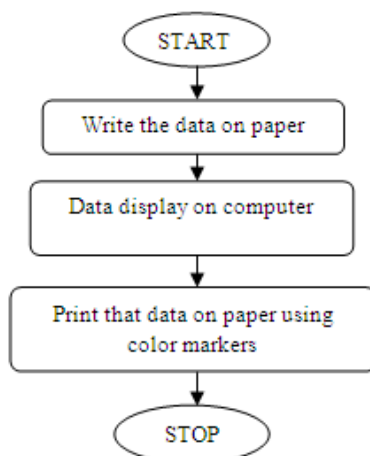 START
Write the data on paper
Data display on computer
Print that data on paper using
color markers
STOP